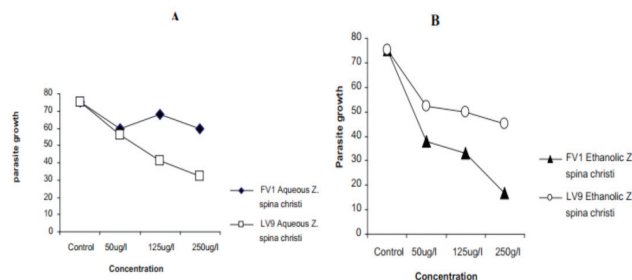 A
80
70
60
50
40
30
20
10
0
parasite growth
Control
50ug/l
125ug/l
250ug/l
Concentration
FV1 Aqueous Z.
spina christi
LV9 Aqueous Z.
spina christi
B
80
70
60
50
40
30
20
10
0
Parasite growth
Control
50ug/l
125ug/l
250g/l
Concentration
FV1 Ethanolic Z
spina christi
LV9 Ethanolic Z
spina christi